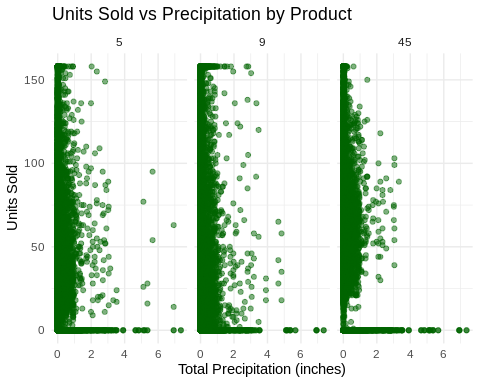 Units Sold vs Precipitation by Product
5 9 45
150
100
50
0
Units Sold
0 2 4 6 0 2 4 6 0 2 4 6
Total Precipitation (inches)